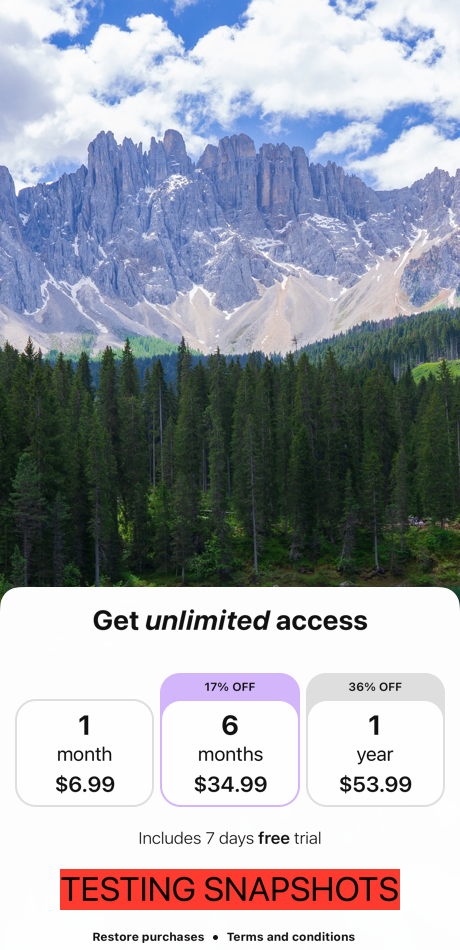 Get unlimited access
17% OFF
36% OFF
1
month
$6.99
6
months
$34.99
1
year
$53.99
Includes 7 days free trial
TESTING SNAPSHOTS
Restore purchases • Terms and conditions